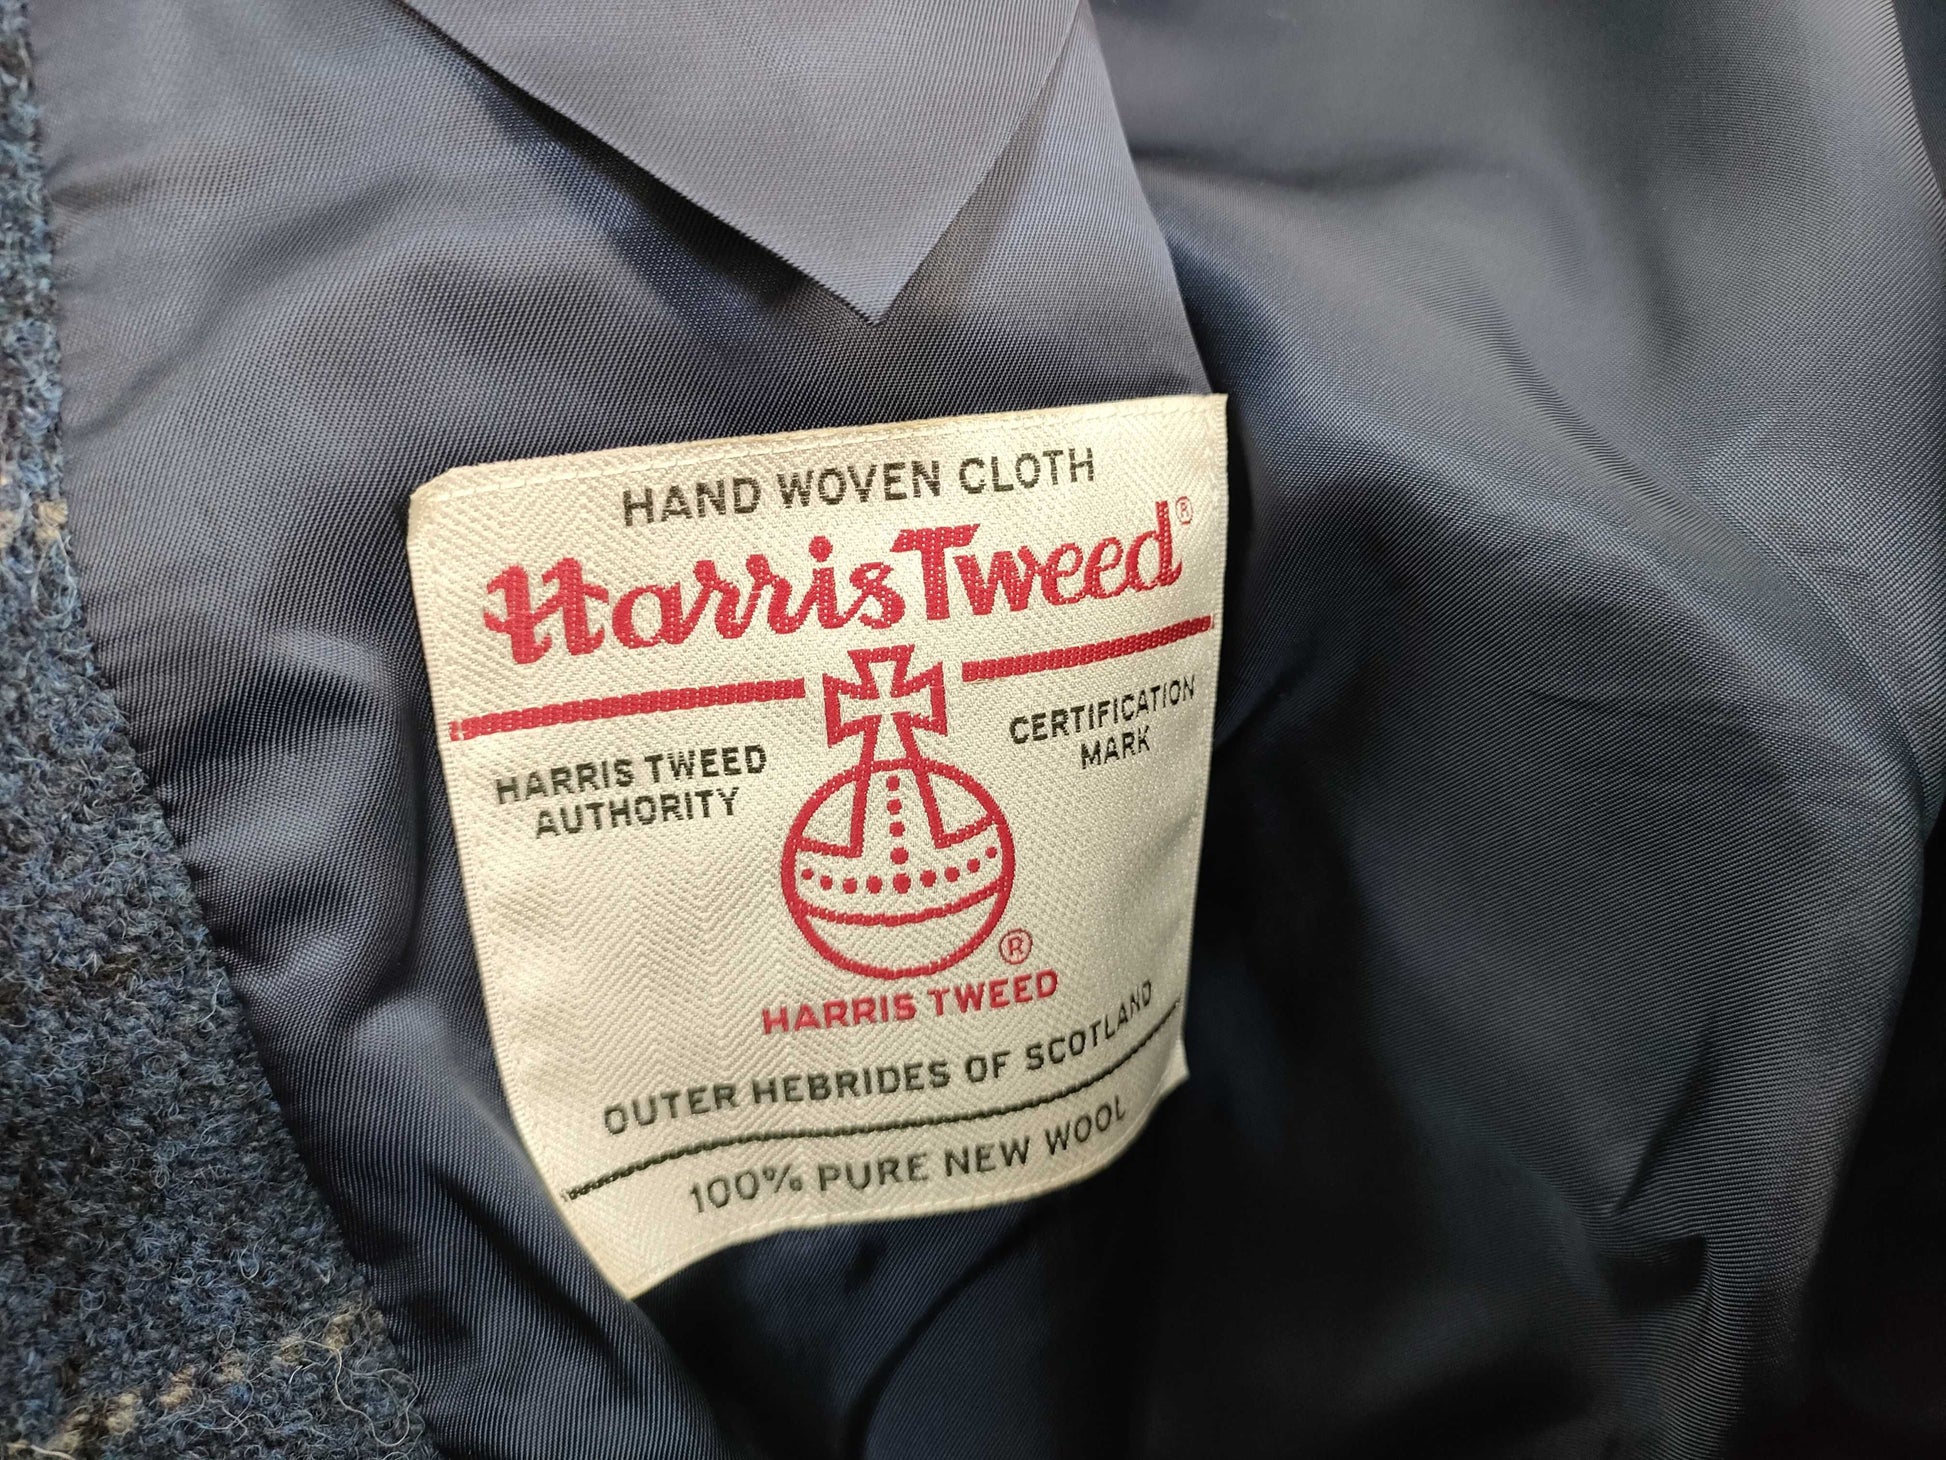 HAND WOVEN CLOTH
Harris Tweed®
HARRIS TWEED
AUTHORITY
CERTIFICATION
MARK
®
HARRIS TWEED
OUTER HEBRIDES OF SCOTLAND
100% PURE NEW WOOL